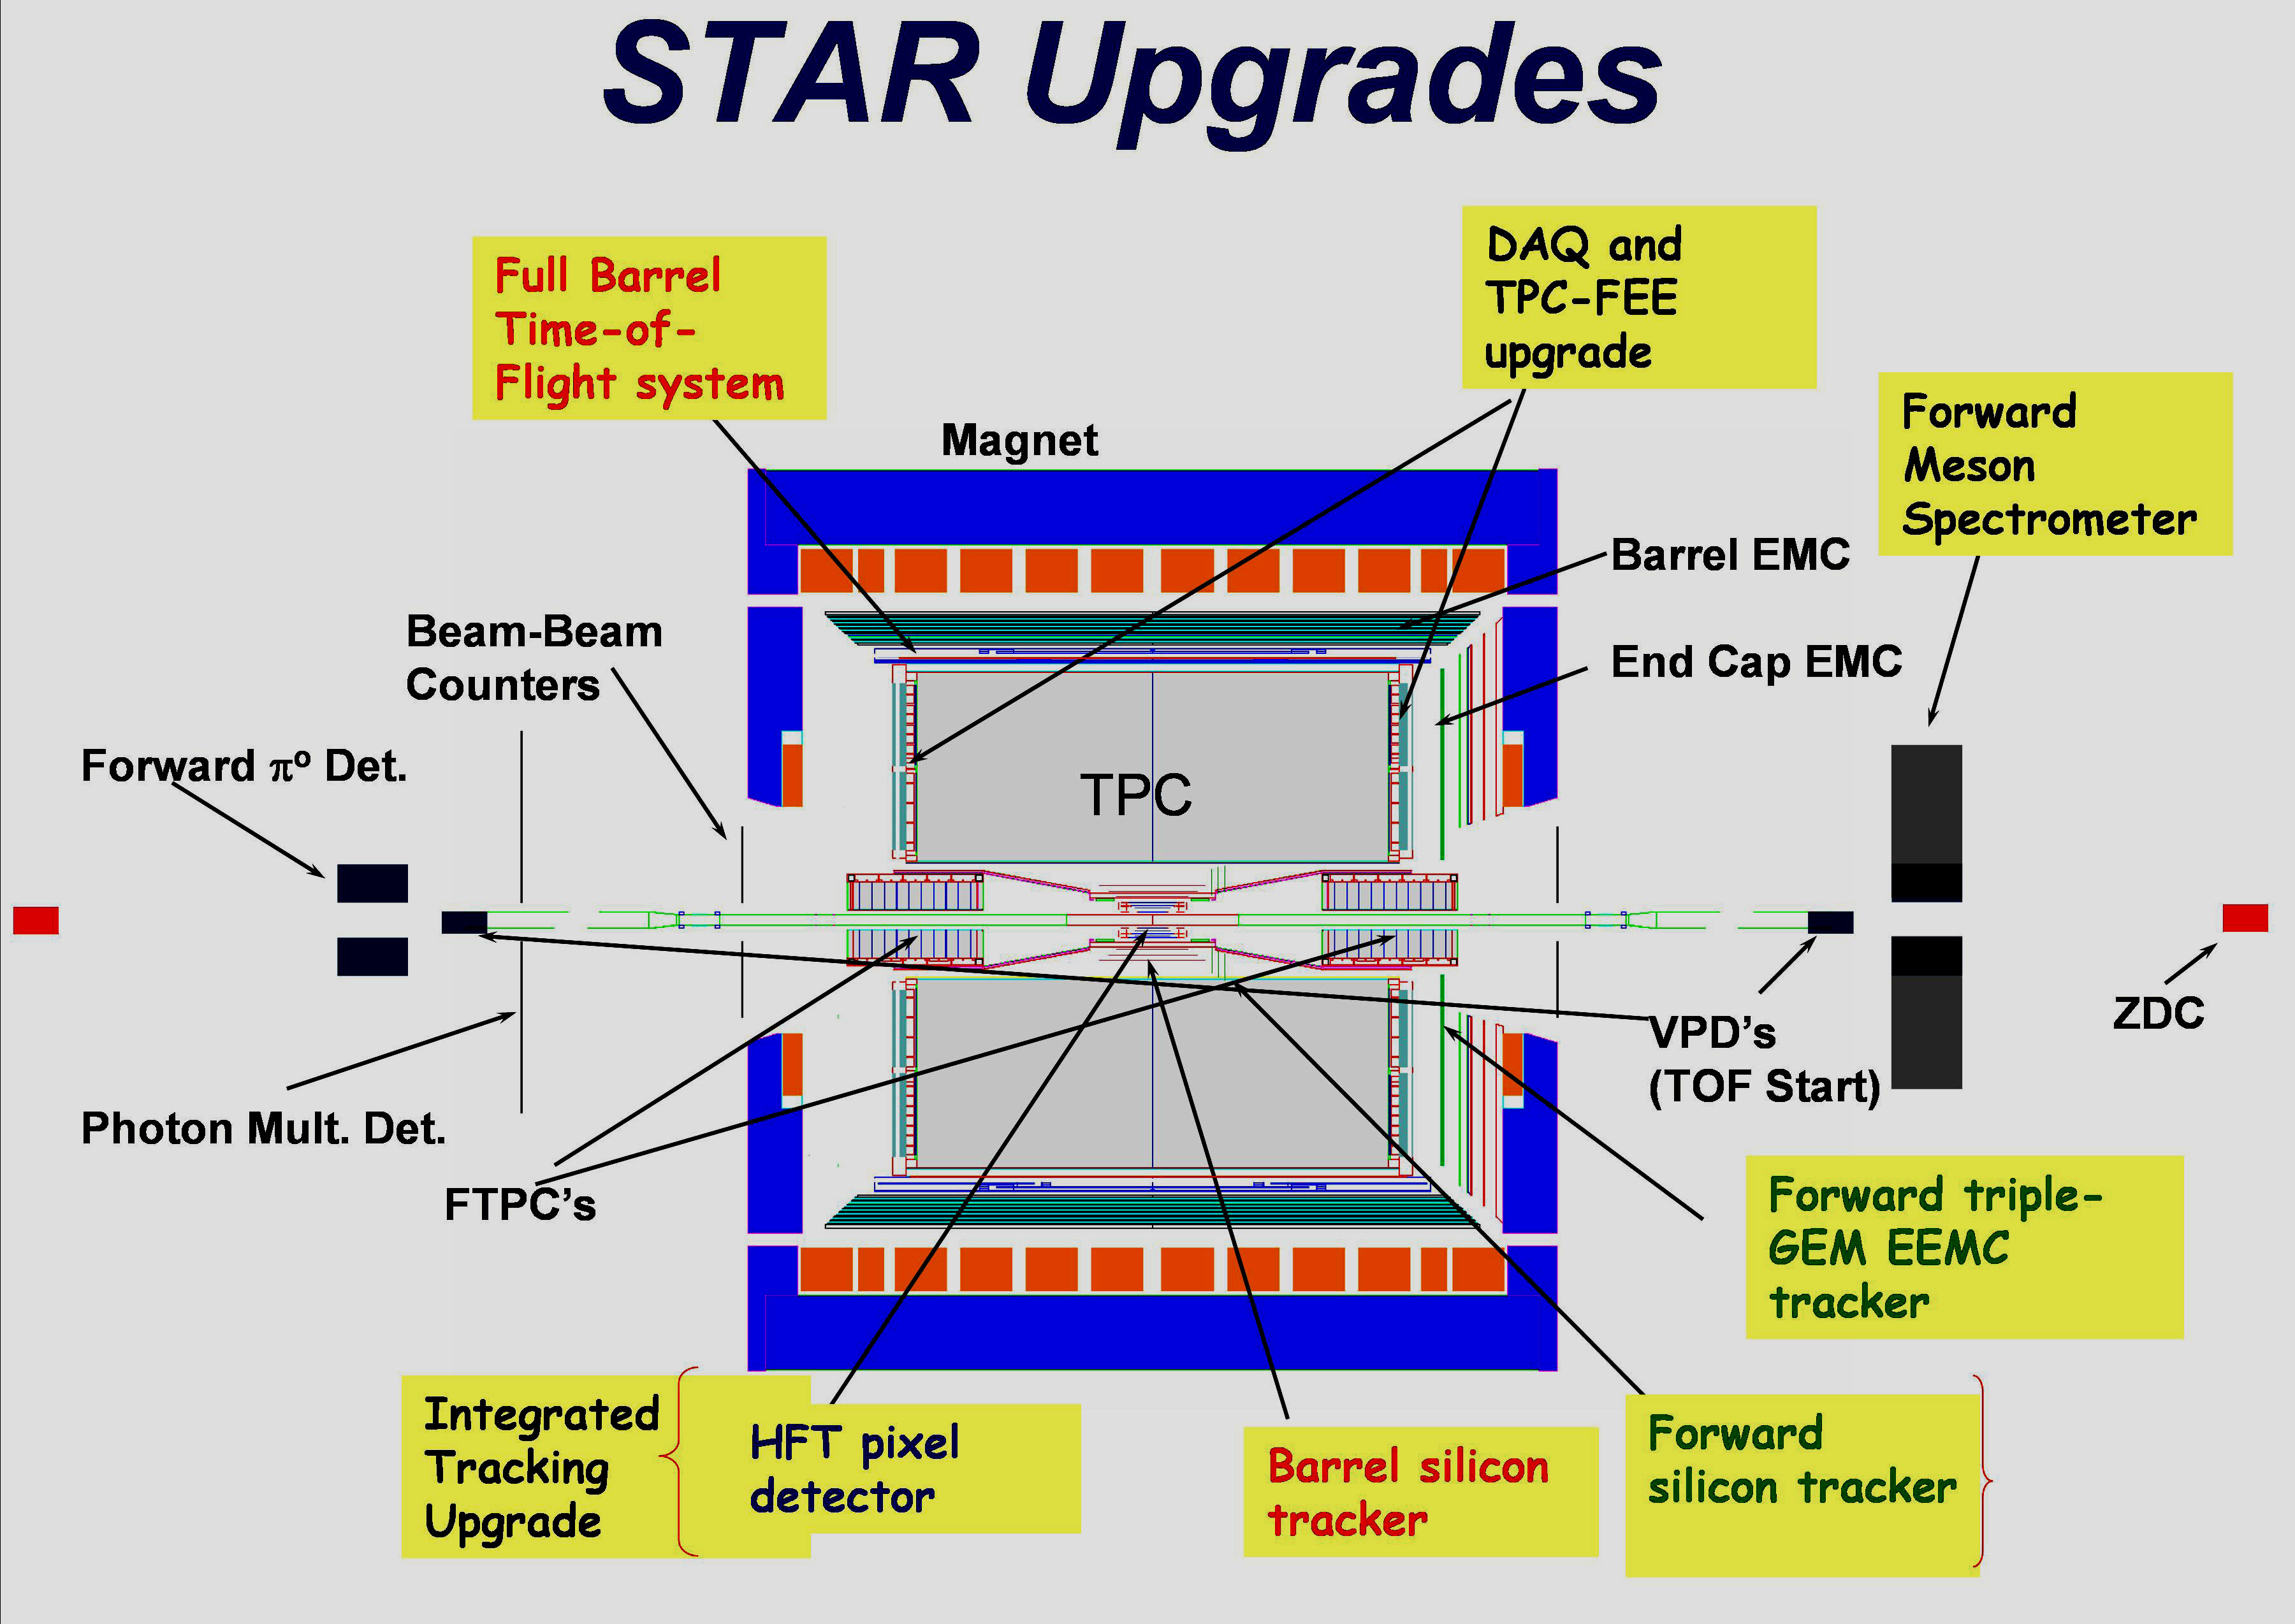 STAR Upgrades
Full Barrel
Time-of-
Flight system
DAQ and
TPC-FEE
upgrade
Forward
Meson
Spectrometer
Magnet
Barrel EMC
End Cap EMC
Beam-Beam
Counters
Forward πº Det.
TPC
ZDC
VPD's
(TOF Start)
Photon Mult. Det.
FTPC's
Forward triple-
GEM EEMC
tracker
Integrated
Tracking
Upgrade
HFT pixel
detector
Barrel silicon
tracker
Forward
silicon tracker